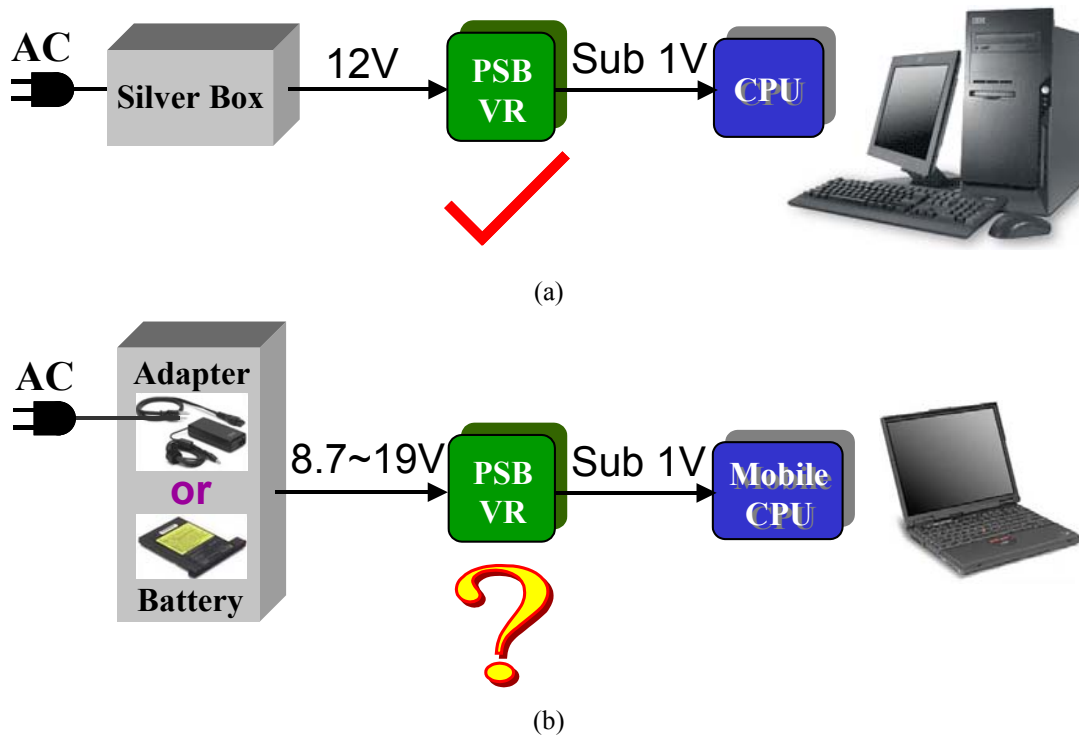 AC
Silver Box
12V
PSB
VR
Sub 1V
CPU
IBM
(a)
AC
Adapter
or
Battery
8.7~19V
PSB
VR
Sub 1V
Mobile
CPU
?
(b)